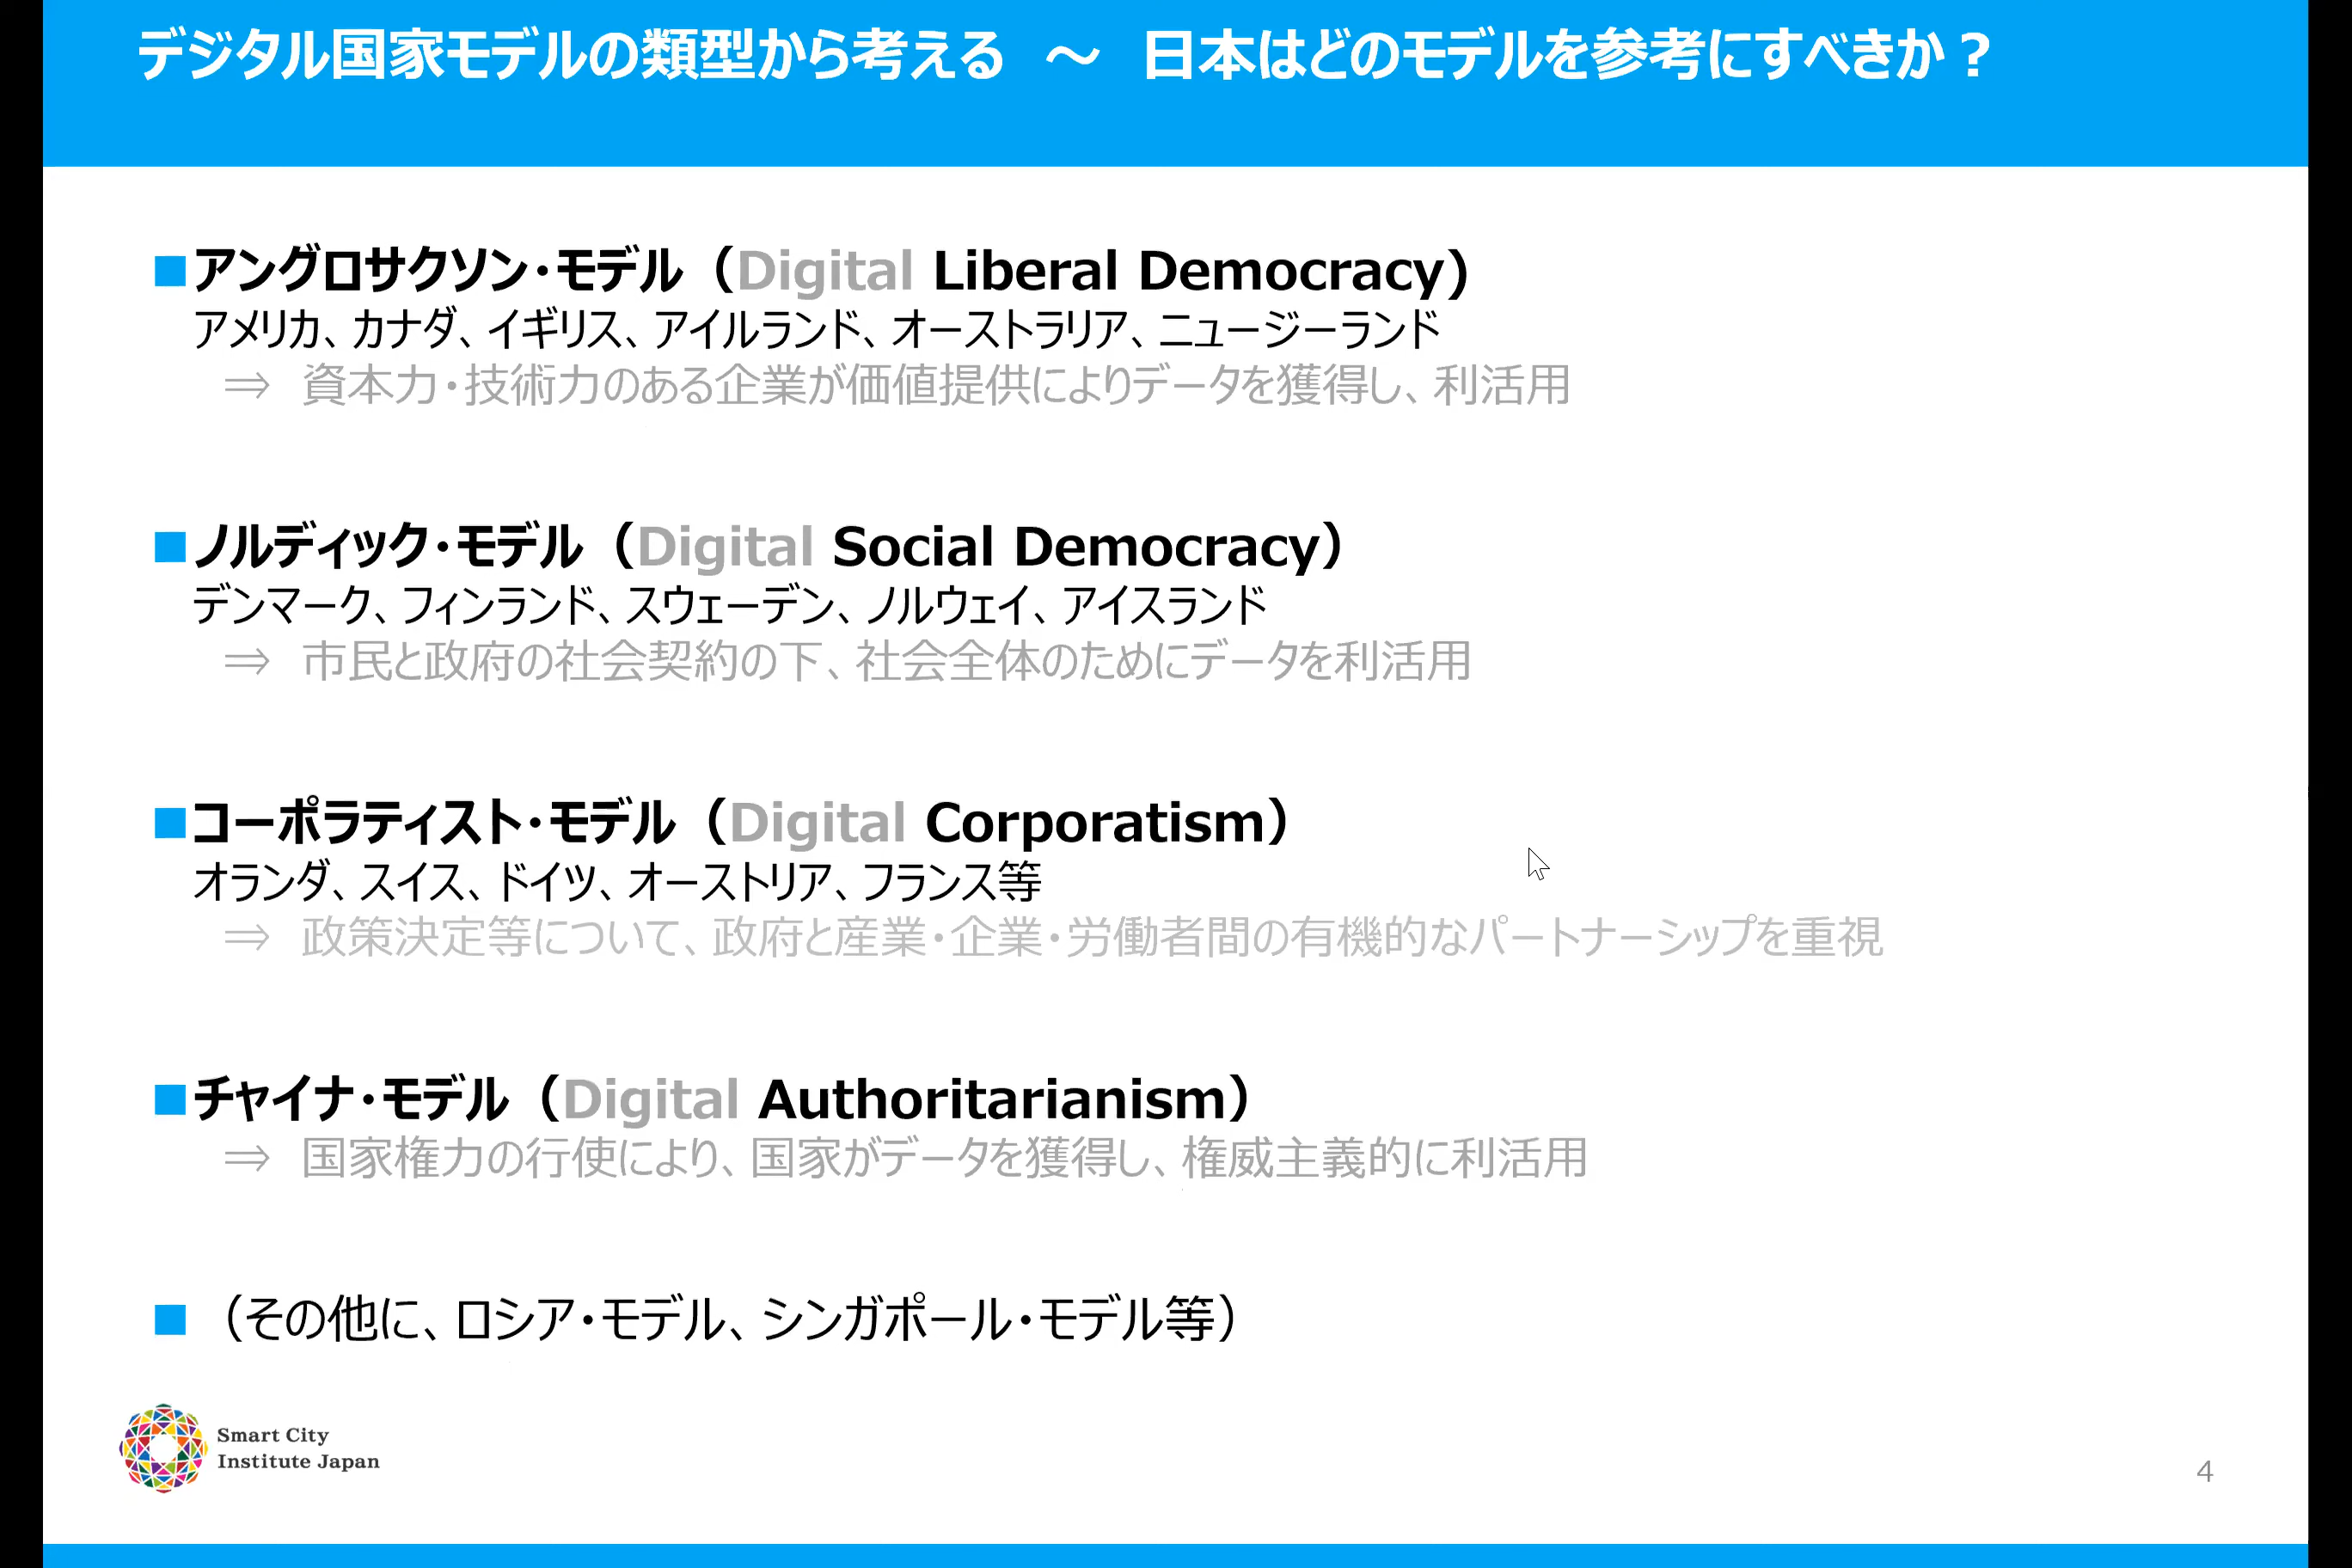 デジタル国家モデルの類型から考える　～　日本はどのモデルを参考にすべきか？
■アングロサクソン・モデル（Digital Liberal Democracy)
アメリカ、カナダ、イギリス、アイルランド、オーストラリア、ニュージーランド
⇒　資本力・技術力のある企業が価値提供によりデータを獲得し、利活用
■ノルディック・モデル（Digital Social Democracy）
デンマーク、フィンランド、スウェーデン、ノルウェイ、アイスランド
⇒　市民と政府の社会契約の下、社会全体のためにデータを利活用
■コーポラティスト・モデル（Digital Corporatism）
オランダ、スイス、ドイツ、オーストリア、フランス等
⇒　政策決定等について、政府と産業・企業・労働者間の有機的なパートナーシップを重視
■チャイナ・モデル（Digital Authoritarianism）
⇒　国家権力の行使により、国家がデータを獲得し、権威主義的に利活用
■（その他に、ロシア・モデル、シンガポール・モデル等）
Smart City
Institute Japan
4